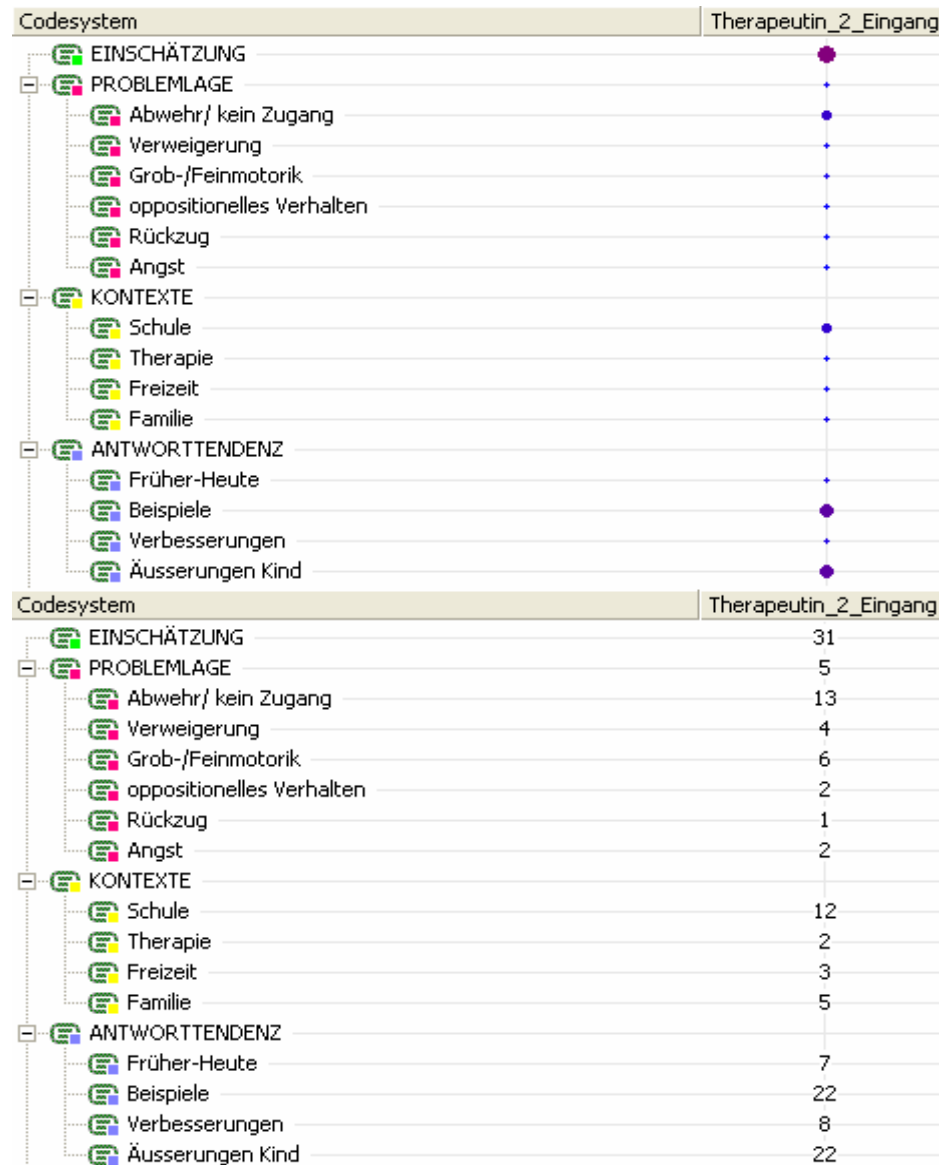 Codesystem Therapeutin_2_Eingang
EINSCHÄTZUNG
PROBLEMLAGE
Abwehr/ kein Zugang
Verweigerung
Grob-/Feinmotorik
oppositionelles Verhalten
Rückzug
Angst
KONTEXTE
Schule
Therapie
Freizeit
Familie
ANTWORTTENDENZ
Früher-Heute
Beispiele
Verbesserungen
Äusserungen Kind
Codesystem Therapeutin_2_Eingang
EINSCHÄTZUNG 31
PROBLEMLAGE 5
Abwehr/ kein Zugang 13
Verweigerung 4
Grob-/Feinmotorik 6
oppositionelles Verhalten 2
Rückzug 1
Angst 2
KONTEXTE
Schule 12
Therapie 2
Freizeit 3
Familie 5
ANTWORTTENDENZ
Früher-Heute 7
Beispiele 22
Verbesserungen 8
Äusserungen Kind 22